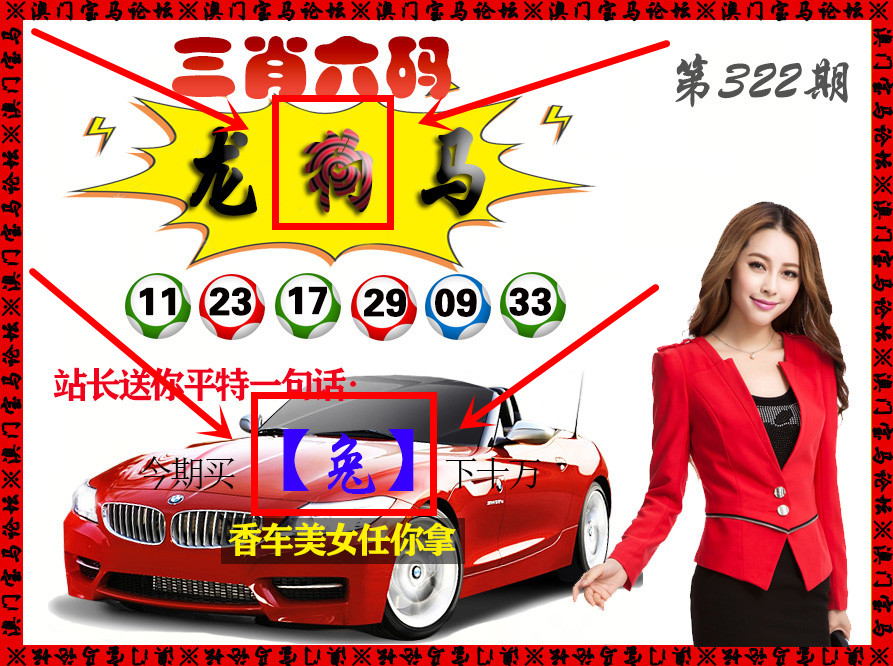 ※澳门宝马论坛※澳门宝马论坛※澳门宝马论坛※澳门宝马论坛※澳门宝马论坛※
三肖六码
第322期
龙 狗 马
11 23 17 29 09 33
站长送你平特一句话:
今期买 【兔】 下十万
香车美女任你拿